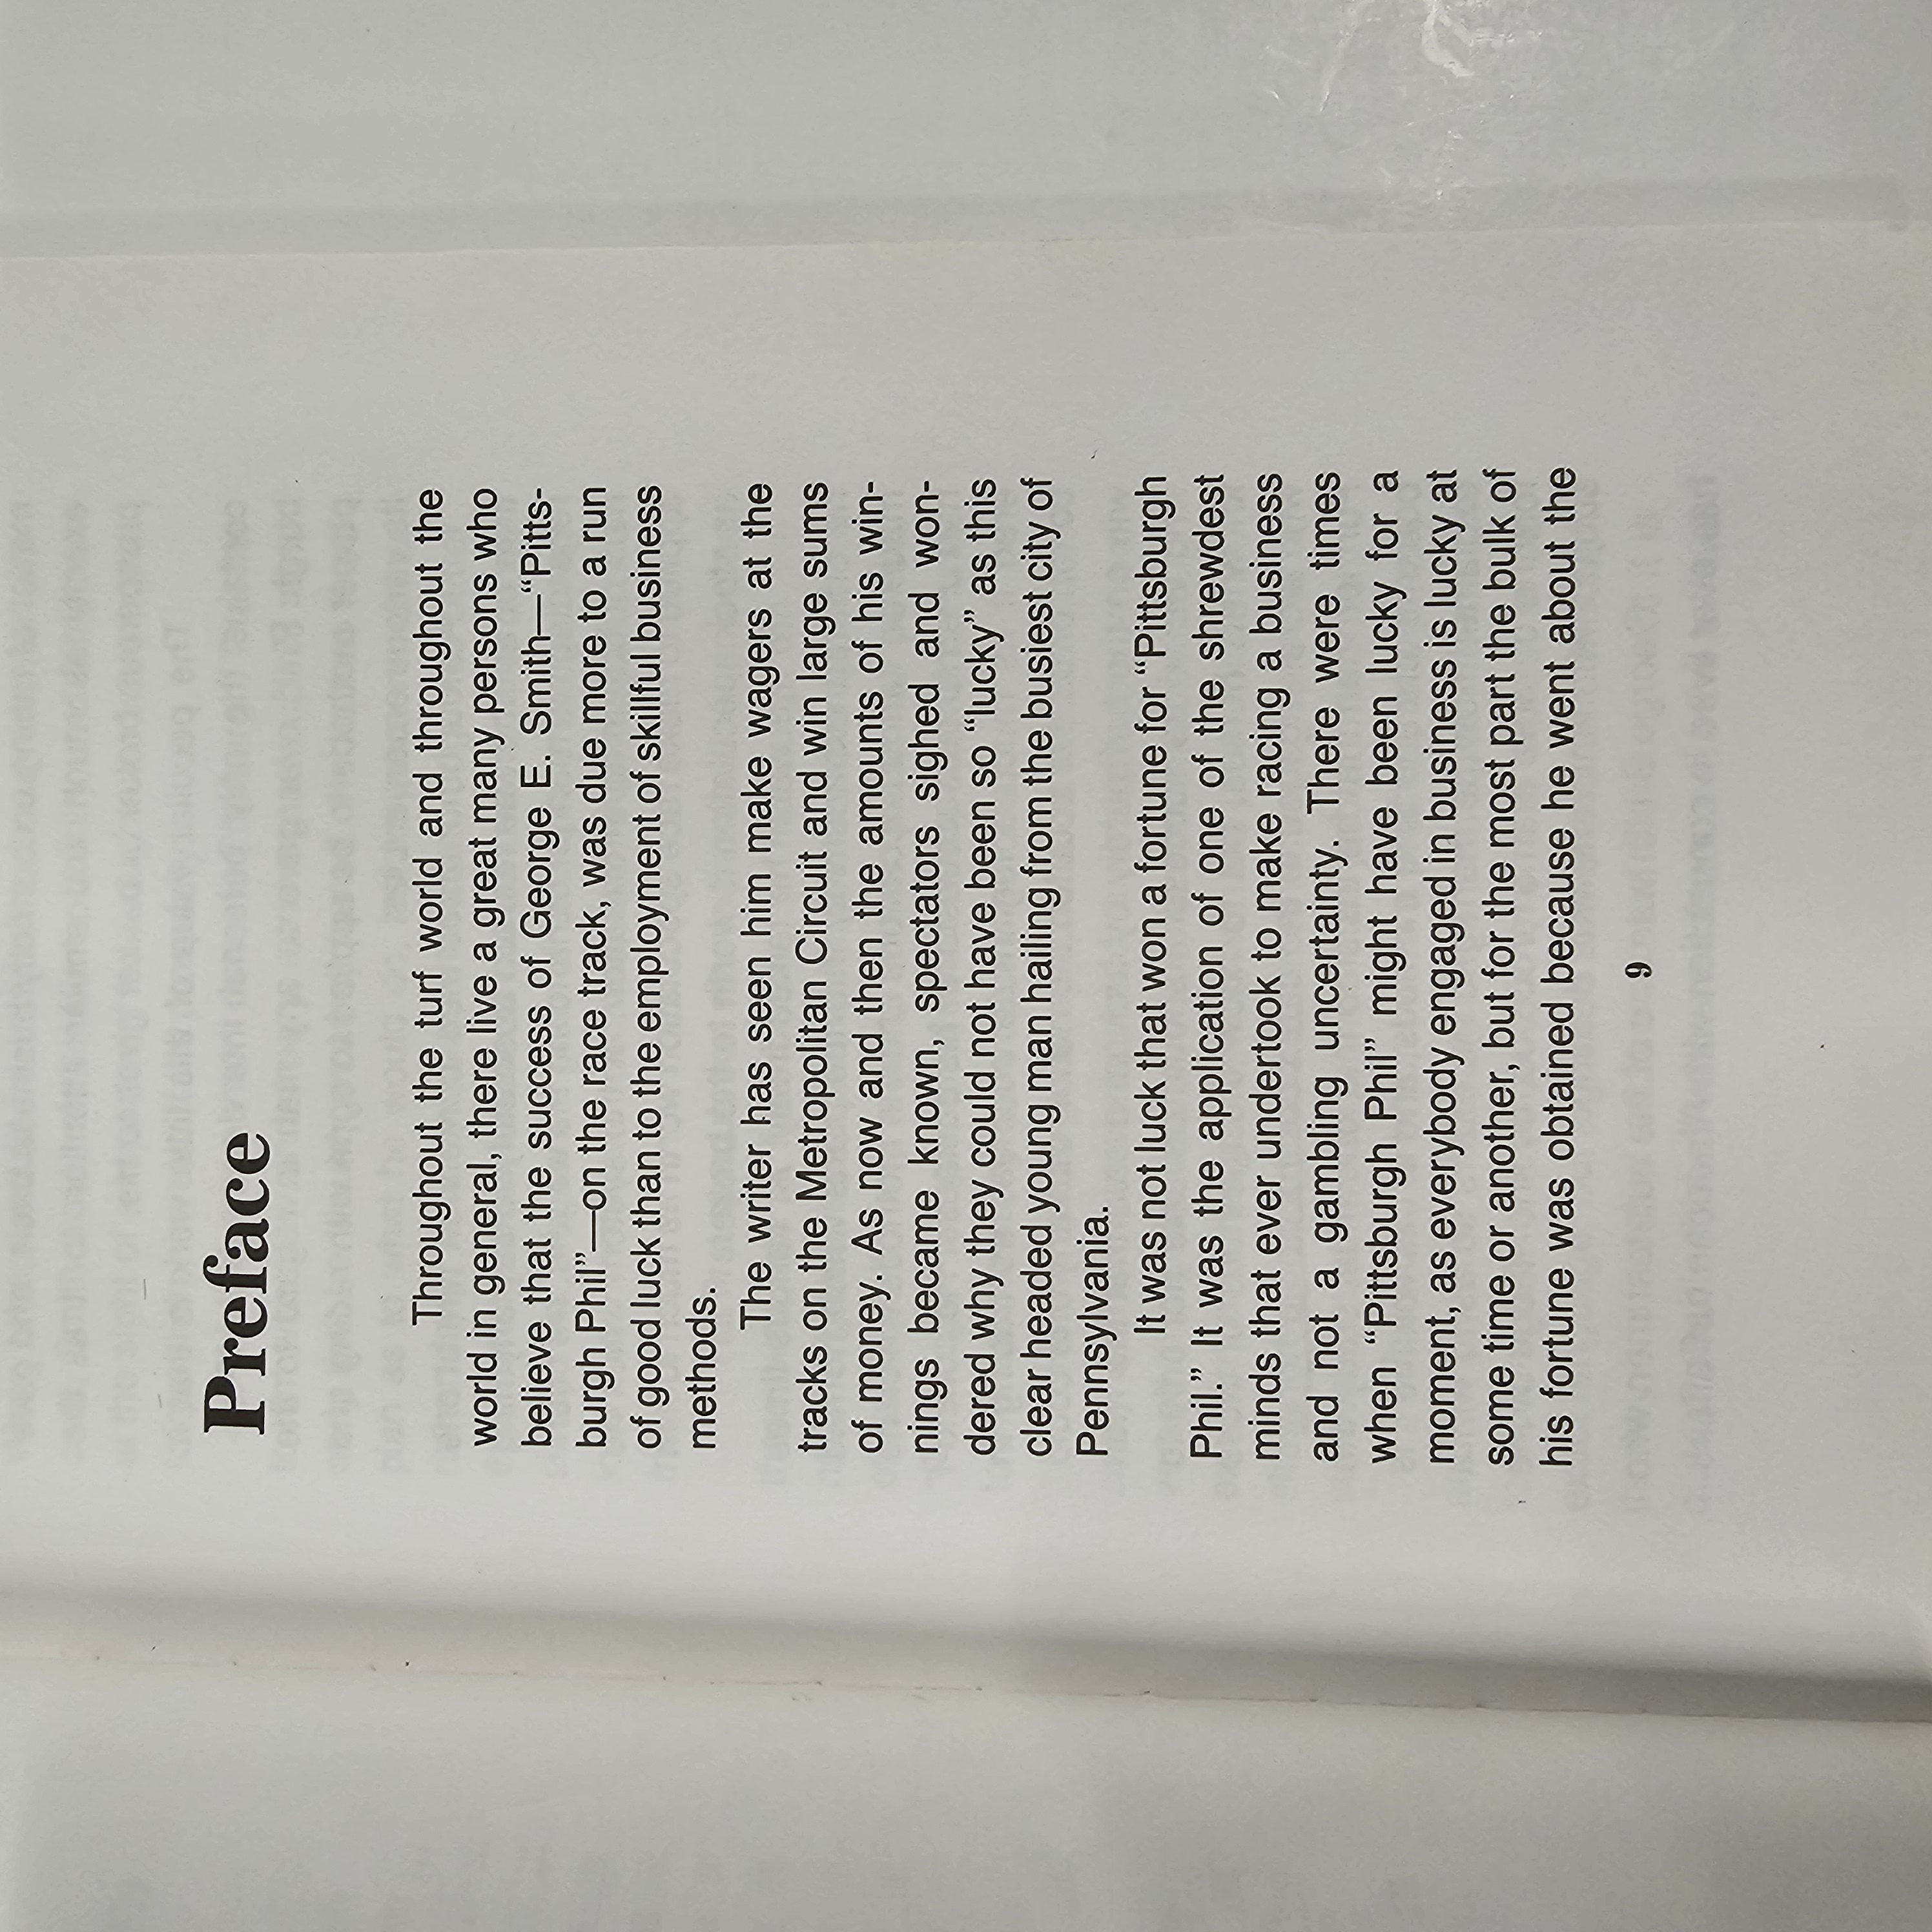 Preface
Throughout the turf world and throughout the
world in general, there live a great many persons who
believe that the success of George E. Smith—“Pitts-
burgh Phil”—on the race track, was due more to a run
of good luck than to the employment of skillful business
methods.
The writer has seen him make wagers at the
tracks on the Metropolitan Circuit and win large sums
of money. As now and then the amounts of his win-
nings became known, spectators sighed and won-
dered why they could not have been so “lucky” as this
clear headed young man hailing from the busiest city of
Pennsylvania.
It was not luck that won a fortune for “Pittsburgh
Phil.” It was the application of one of the shrewdest
minds that ever undertook to make racing a business
and not a gambling uncertainty. There were times
when “Pittsburgh Phil” might have been lucky for a
moment, as everybody engaged in business is lucky at
some time or another, but for the most part the bulk of
his fortune was obtained because he went about the
9